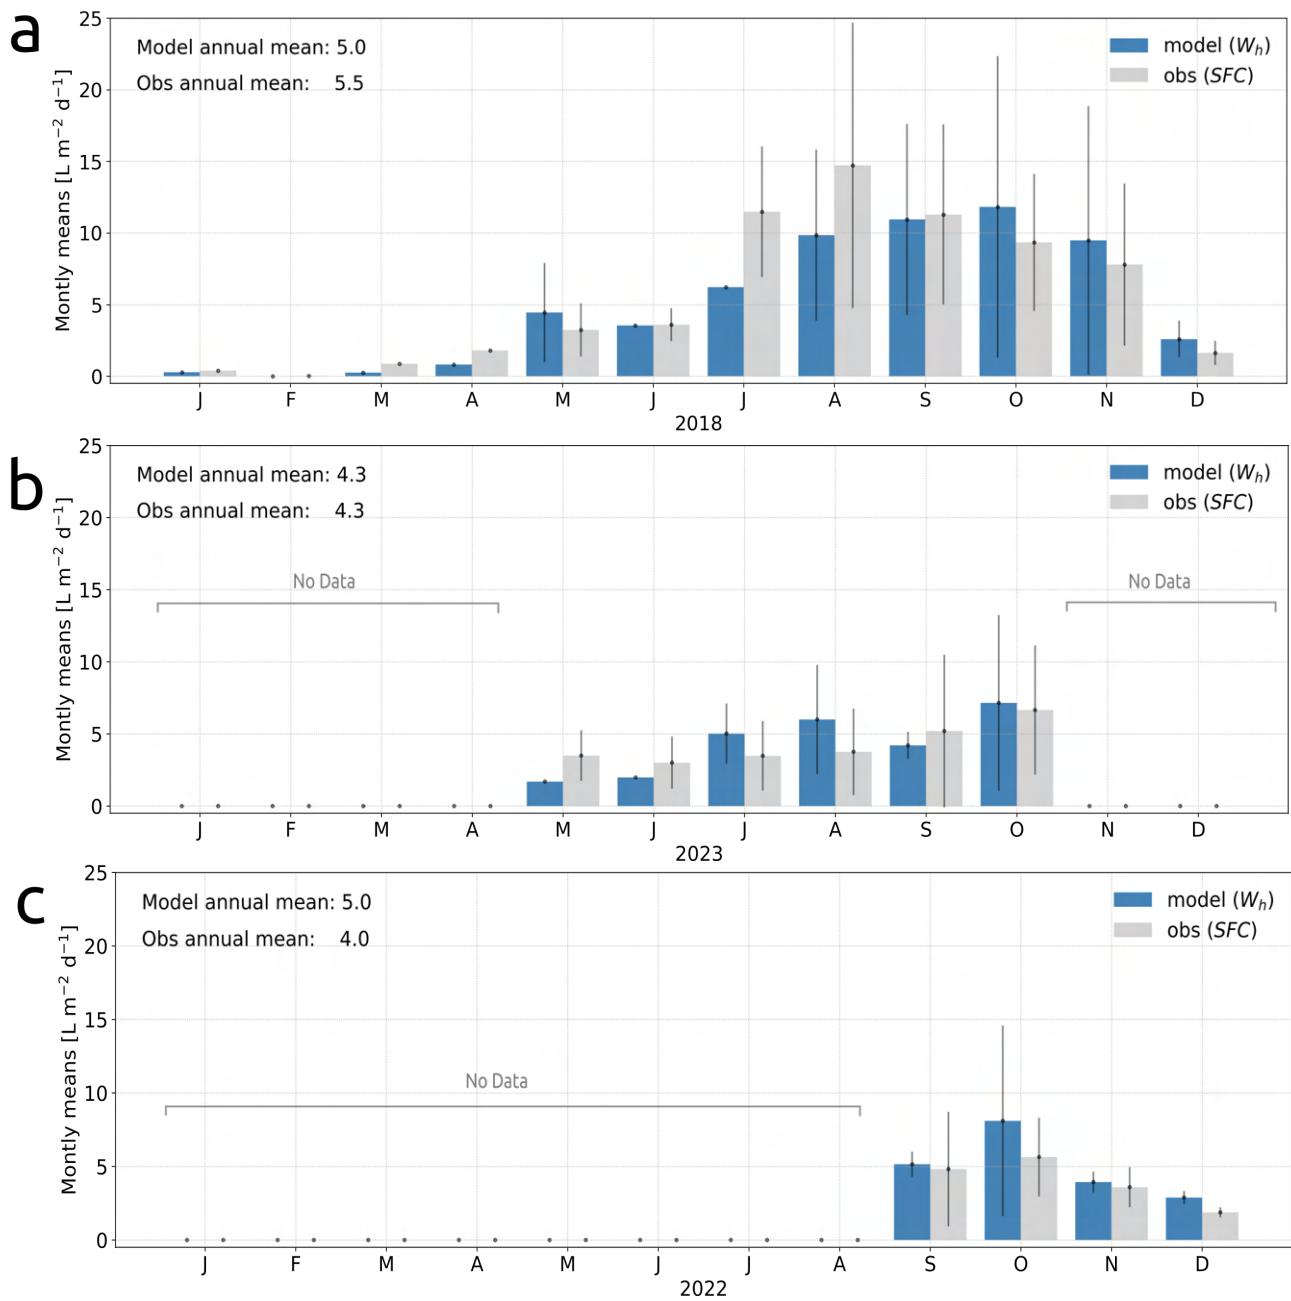 a
Model annual mean: 5.0
Obs annual mean: 5.5
model (Wₕ)
obs (SFC)
Montly means [L m⁻² d⁻¹]
25
20
15
10
5
0
J F M A M J J A S O N D
2018
b
Model annual mean: 4.3
Obs annual mean: 4.3
model (Wₕ)
obs (SFC)
Montly means [L m⁻² d⁻¹]
25
20
15
10
5
0
No Data
No Data
J F M A M J J A S O N D
2023
c
Model annual mean: 5.0
Obs annual mean: 4.0
model (Wₕ)
obs (SFC)
Montly means [L m⁻² d⁻¹]
25
20
15
10
5
0
No Data
J F M A M J J A S O N D
2022